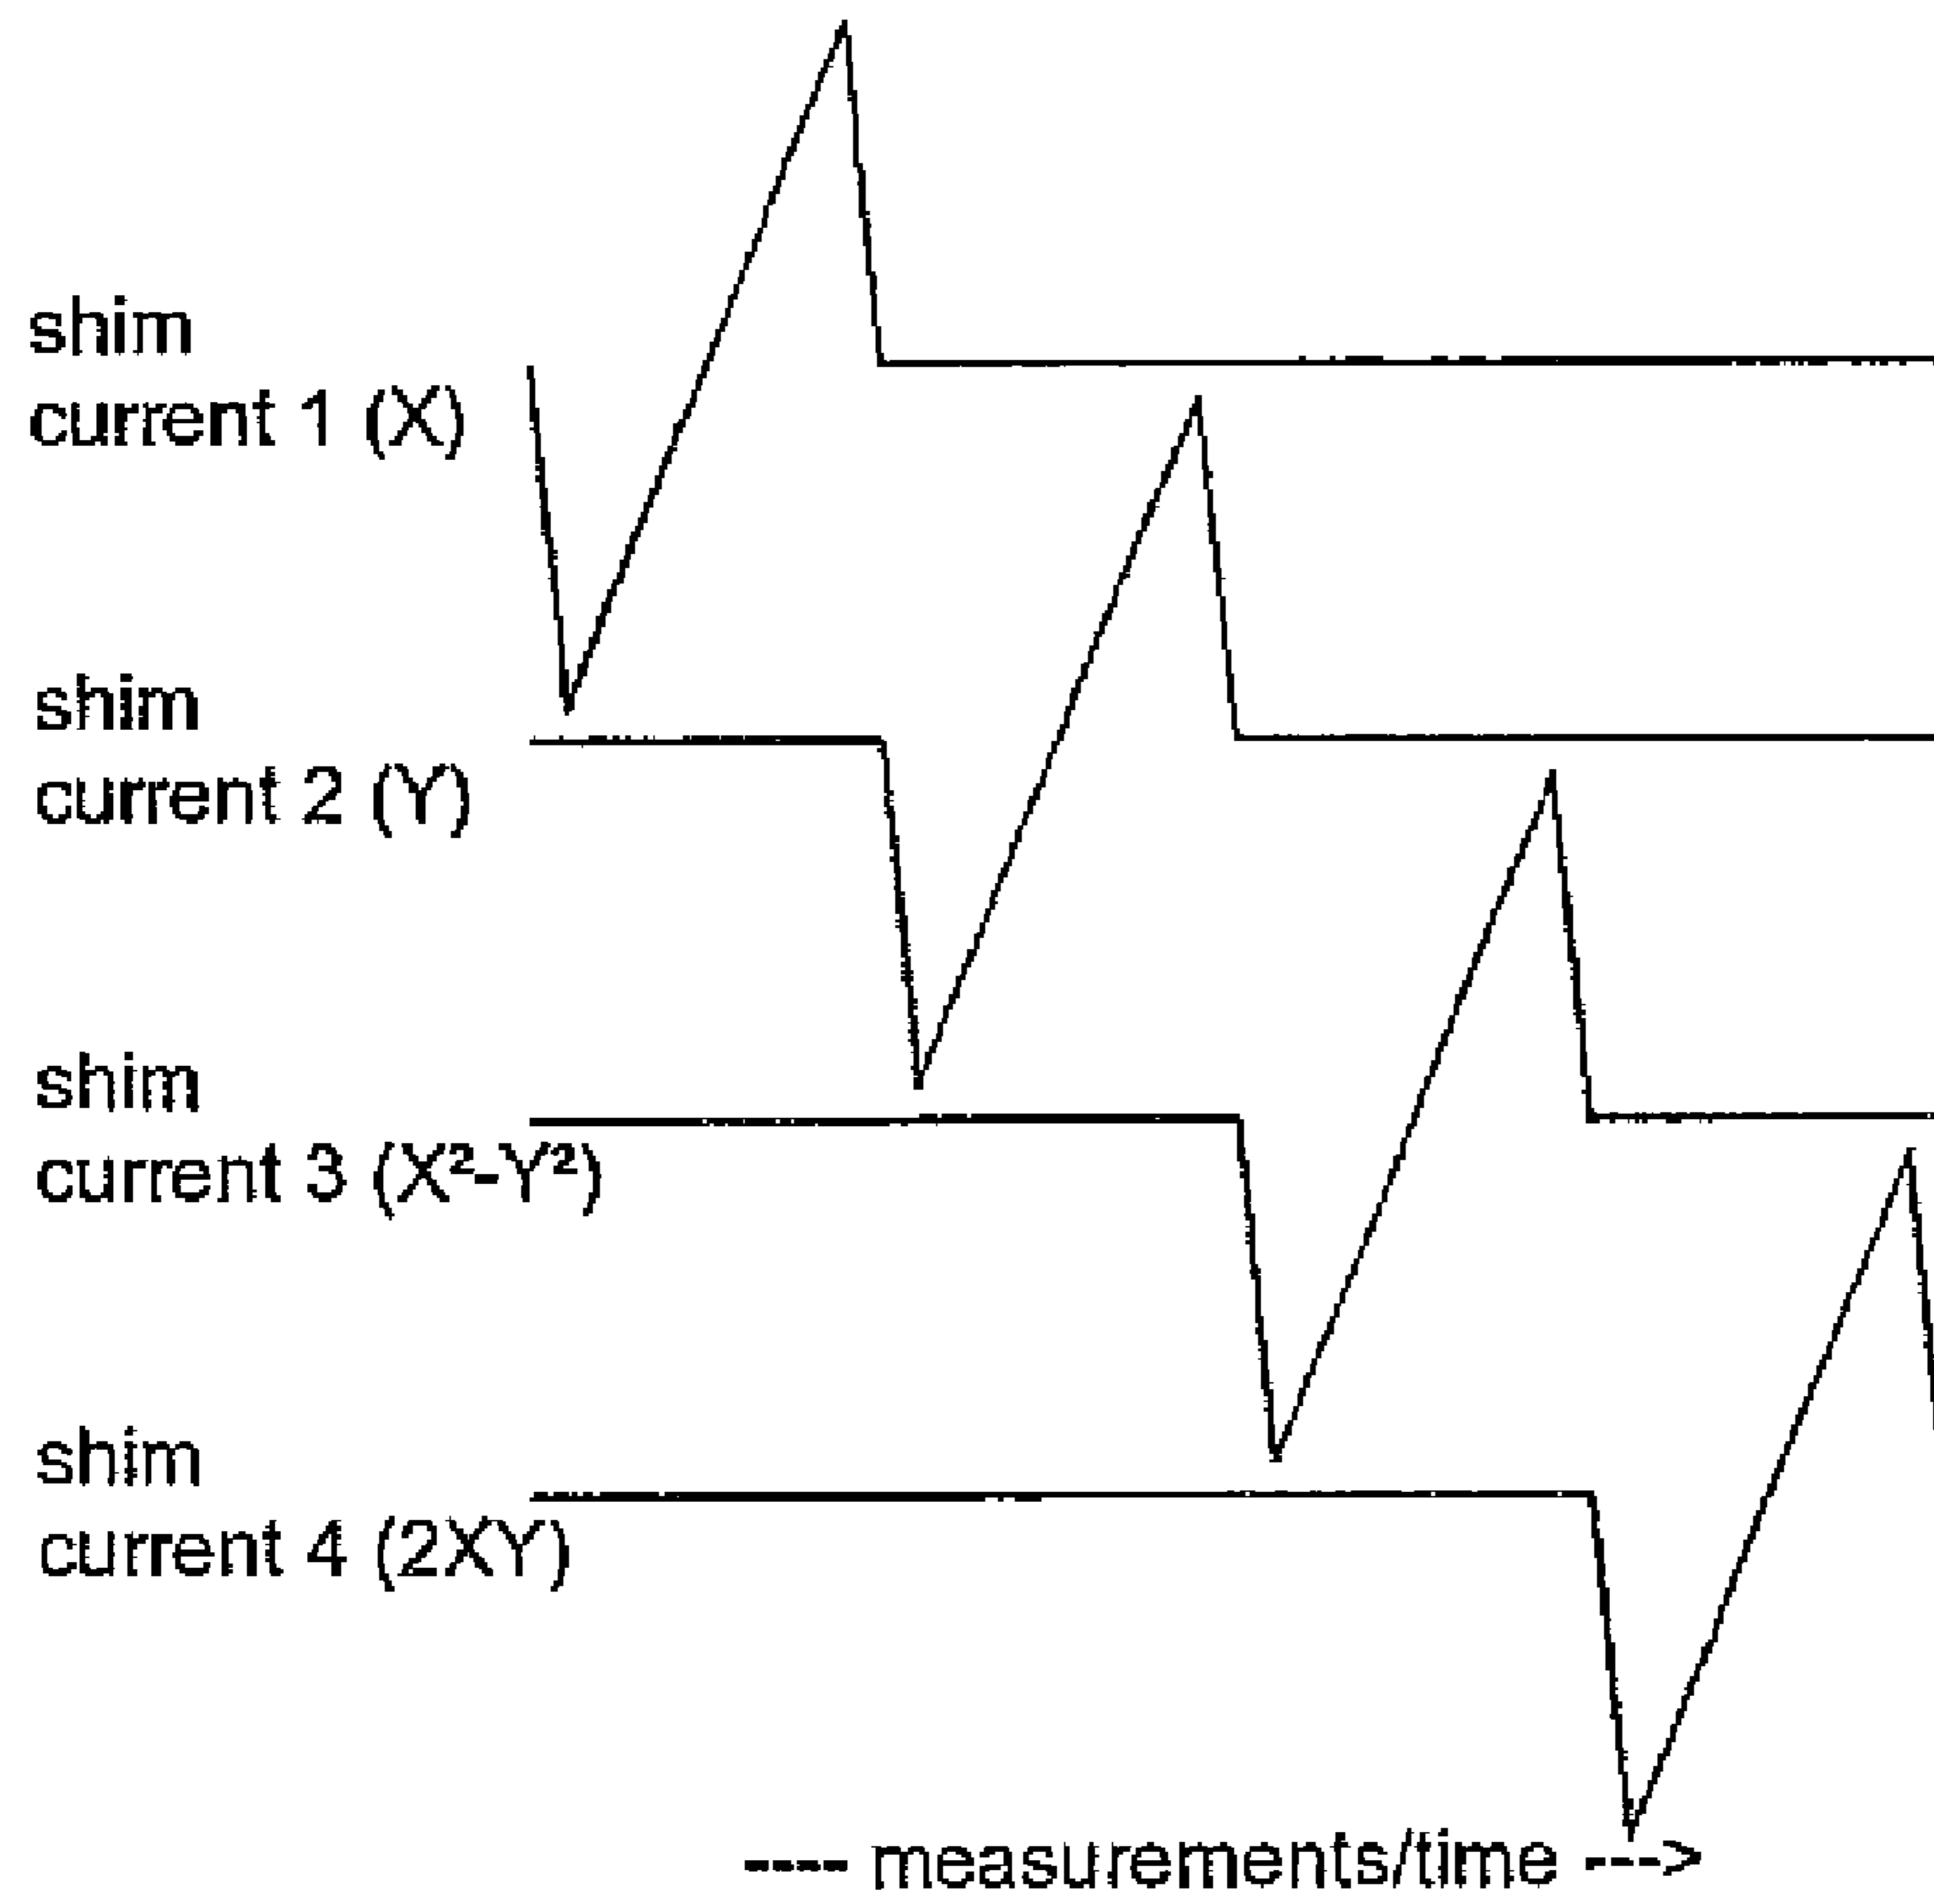 shim
current 1 (X)
shim
current 2 (Y)
shim
current 3 (X²-Y²)
shim
current 4 (2XY)
---- measurements/time --->